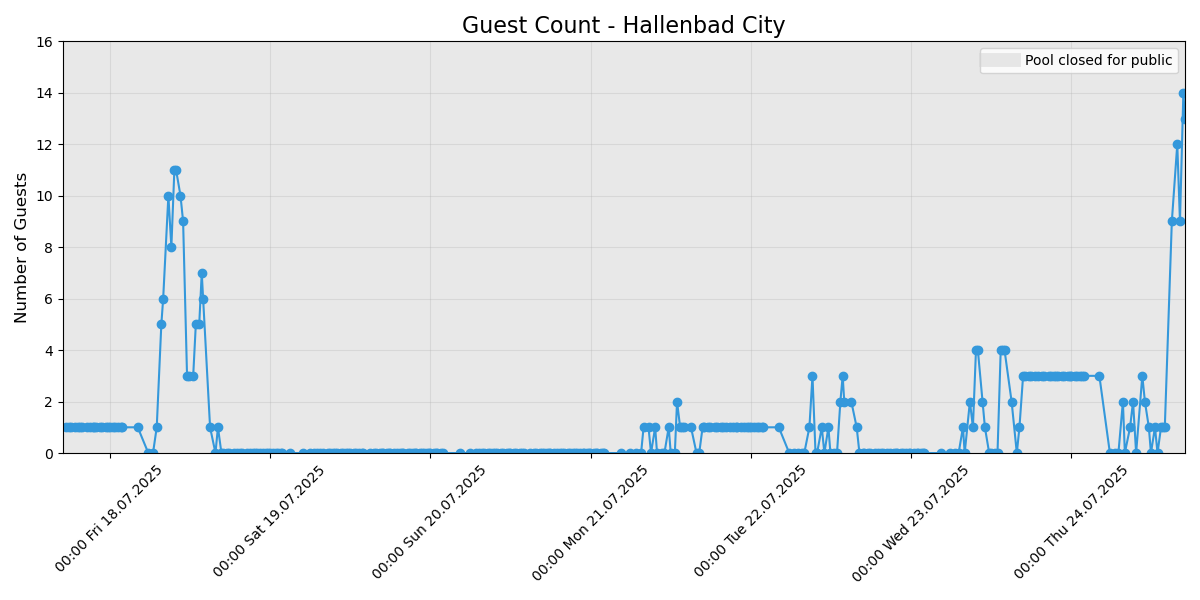 Guest Count - Hallenbad City
Pool closed for public
Number of Guests
16
14
12
10
8
6
4
2
0
00:00 Fri 18.07.2025
00:00 Sat 19.07.2025
00:00 Sun 20.07.2025
00:00 Mon 21.07.2025
00:00 Tue 22.07.2025
00:00 Wed 23.07.2025
00:00 Thu 24.07.2025